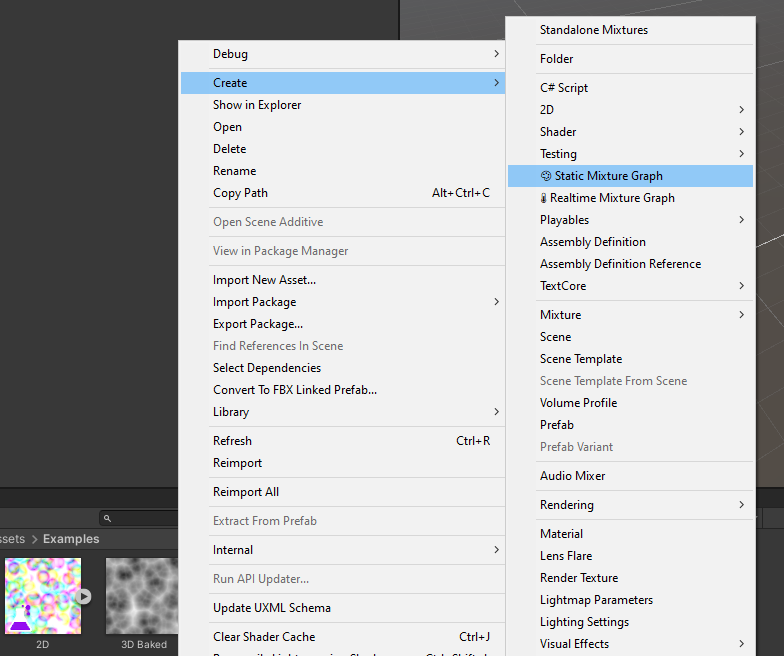 Debug
Create
Show in Explorer
Open
Delete
Rename
Copy Path Alt+Ctrl+C
Open Scene Additive
View in Package Manager
Import New Asset...
Import Package
Export Package...
Find References In Scene
Select Dependencies
Convert To FBX Linked Prefab...
Library
Refresh Ctrl+R
Reimport
Reimport All
Extract From Prefab
Internal
Run API Updater...
Update UXML Schema
Clear Shader Cache Ctrl+J
Standalone Mixtures
Folder
C# Script
2D
Shader
Testing
Static Mixture Graph
Realtime Mixture Graph
Playables
Assembly Definition
Assembly Definition Reference
TextCore
Mixture
Scene
Scene Template
Scene Template From Scene
Volume Profile
Prefab
Prefab Variant
Audio Mixer
Rendering
Material
Lens Flare
Render Texture
Lightmap Parameters
Lighting Settings
Visual Effects
ssets > Examples
2D
3D Baked